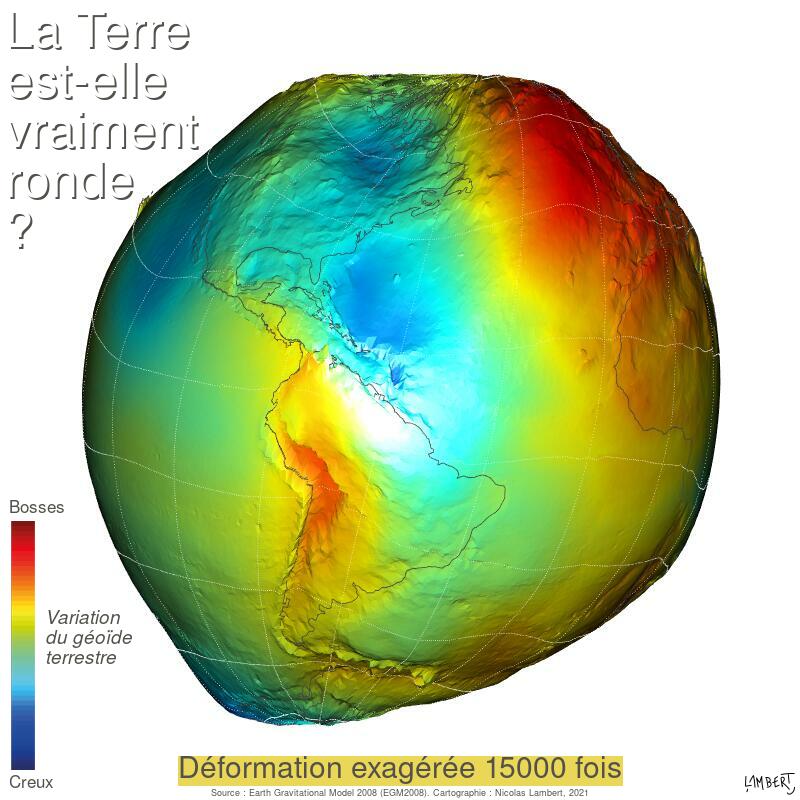 La Terre
est-elle
vraiment
ronde
?
Bosses
Variation
du géoïde
terrestre
Creux
Déformation exagérée 15000 fois
Source : Earth Gravitational Model 2008 (EGM2008). Cartographie : Nicolas Lambert, 2021
LAMBERT